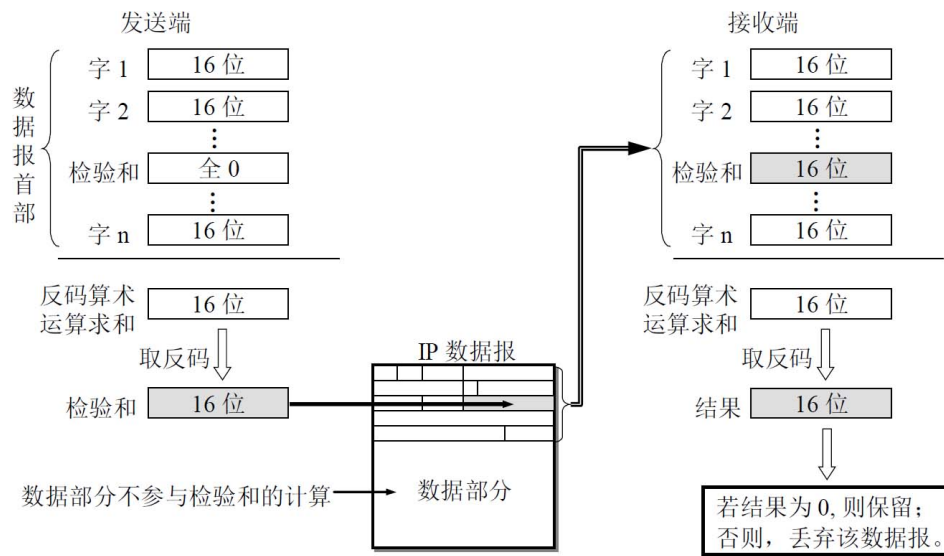 发送端
数据报首部
字 1
16 位
字 2
16 位
检验和
全 0
字 n
16 位
反码算术
运算求和
16 位
取反码
检验和
16 位
数据部分不参与检验和的计算
IP 数据报
数据部分
接收端
字 1
16 位
字 2
16 位
检验和
16 位
字 n
16 位
反码算术
运算求和
16 位
取反码
结果
16 位
若结果为 0, 则保留；
否则，丢弃该数据报。